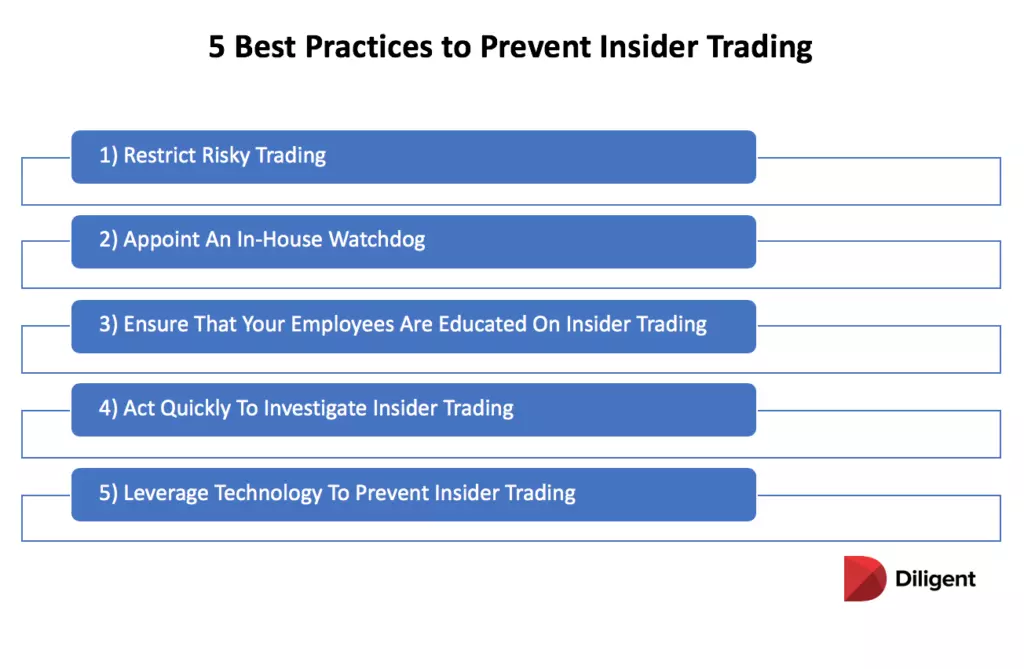 5 Best Practices to Prevent Insider Trading
1) Restrict Risky Trading
2) Appoint An In-House Watchdog
3) Ensure That Your Employees Are Educated On Insider Trading
4) Act Quickly To Investigate Insider Trading
5) Leverage Technology To Prevent Insider Trading
Diligent